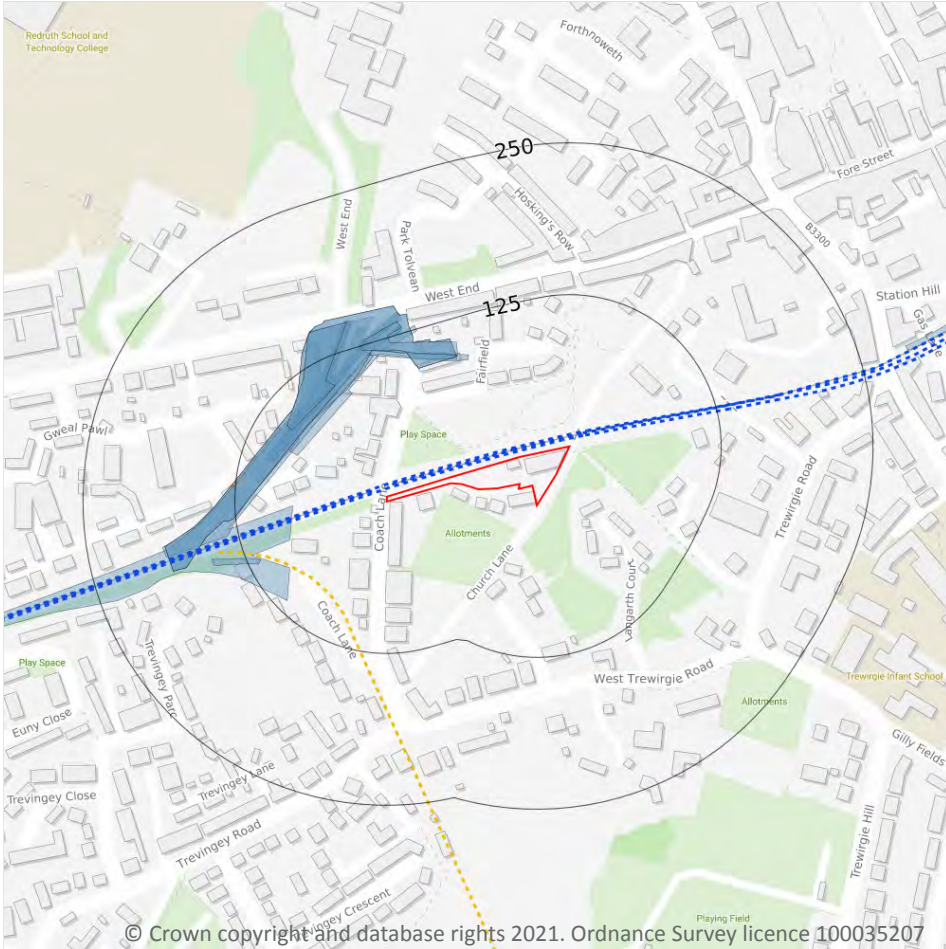 Redruth School and
Technology College
Forthnoweth
250
Fore Street
Hosking's Row
West End
Park Tolvean
B3300
West End
Station Hill
125
Fairfield
Gweal Pawl
Play Space
Coach Lane
Trewirgie Road
Allotments
Church Lane
Langarth Court
Coach Lane
Trevingey Parc
Play Space
West Trewirgie Road
Trewirgie Infant School
Allotments
Euny Close
Gilly Fields
Trevingey Lane
Trevingey Close
Trevingey Road
Trewirgie Hill
Trevingey Crescent
Playing Field
© Crown copyright and database rights 2021. Ordnance Survey licence 100035207